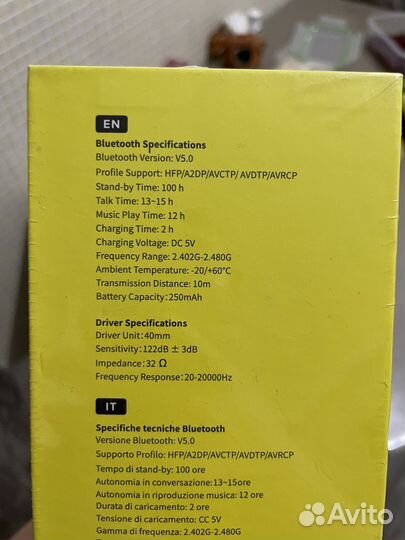 EN
Bluetooth Specifications
Bluetooth Version: V5.0
Profile Support: HFP/A2DP/AVCTP/ AVDTP/AVRCP
Stand-by Time: 100 h
Talk Time: 13~15 h
Music Play Time: 12 h
Charging Time: 2 h
Charging Voltage: DC 5V
Frequency Range: 2.402G-2.480G
Ambient Temperature: -20/+60°C
Transmission Distance: 10m
Battery Capacity:250mAh
Driver Specifications
Driver Unit:40mm
Sensitivity:122dB ± 3dB
Impedance:32 Ω
Frequency Response:20-20000Hz
IT
Specifiche tecniche Bluetooth
Versione Bluetooth: V5.0
Supporto Profilo: HFP/A2DP/AVCTP/AVDTP/AVRCP
Tempo di stand-by: 100 ore
Autonomia in conversazione:13~15ore
Autonomia in riproduzione musica: 12 ore
Durata di caricamento: 2 ore
Tensione di caricamento: CC 5V
Gamma di frequenza: 2.402G-2.480G
Avito